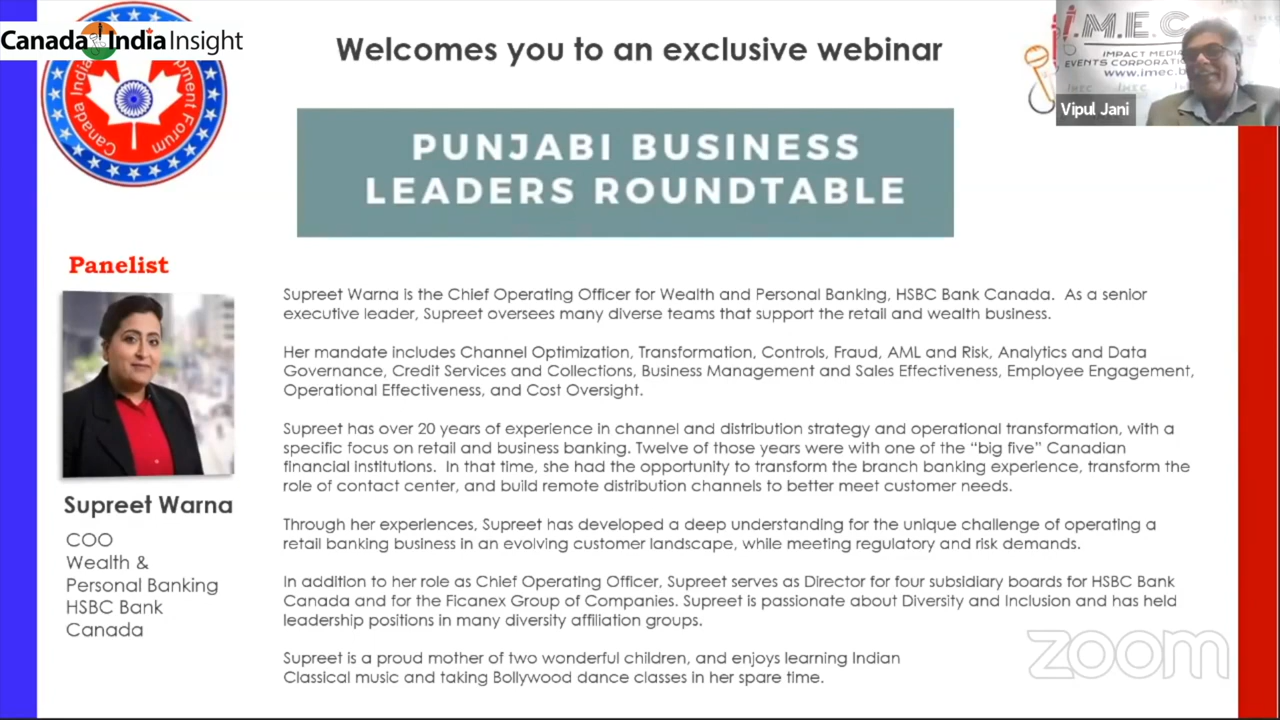 Canada India Insight
Welcomes you to an exclusive webinar
I.M.E.C
IMPACT MEDIA
www.imec.b
Vipul Jani
PUNJABI BUSINESS
LEADERS ROUNDTABLE
Panelist
Supreet Warna is the Chief Operating Officer for Wealth and Personal Banking, HSBC Bank Canada. As a senior
executive leader, Supreet oversees many diverse teams that support the retail and wealth business.
Her mandate includes Channel Optimization, Transformation, Controls, Fraud, AML and Risk, Analytics and Data
Governance, Credit Services and Collections, Business Management and Sales Effectiveness, Employee Engagement,
Operational Effectiveness, and Cost Oversight.
Supreet has over 20 years of experience in channel and distribution strategy and operational transformation, with a
specific focus on retail and business banking. Twelve of those years were with one of the “big five” Canadian
financial institutions. In that time, she had the opportunity to transform the branch banking experience, transform the
role of contact center, and build remote distribution channels to better meet customer needs.
Through her experiences, Supreet has developed a deep understanding for the unique challenge of operating a
retail banking business in an evolving customer landscape, while meeting regulatory and risk demands.
In addition to her role as Chief Operating Officer, Supreet serves as Director for four subsidiary boards for HSBC Bank
Canada and for the Ficanex Group of Companies. Supreet is passionate about Diversity and Inclusion and has held
leadership positions in many diversity affiliation groups.
Supreet is a proud mother of two wonderful children, and enjoys learning Indian
Classical music and taking Bollywood dance classes in her spare time.
Supreet Warna
COO
Wealth &
Personal Banking
HSBC Bank
Canada
zoom